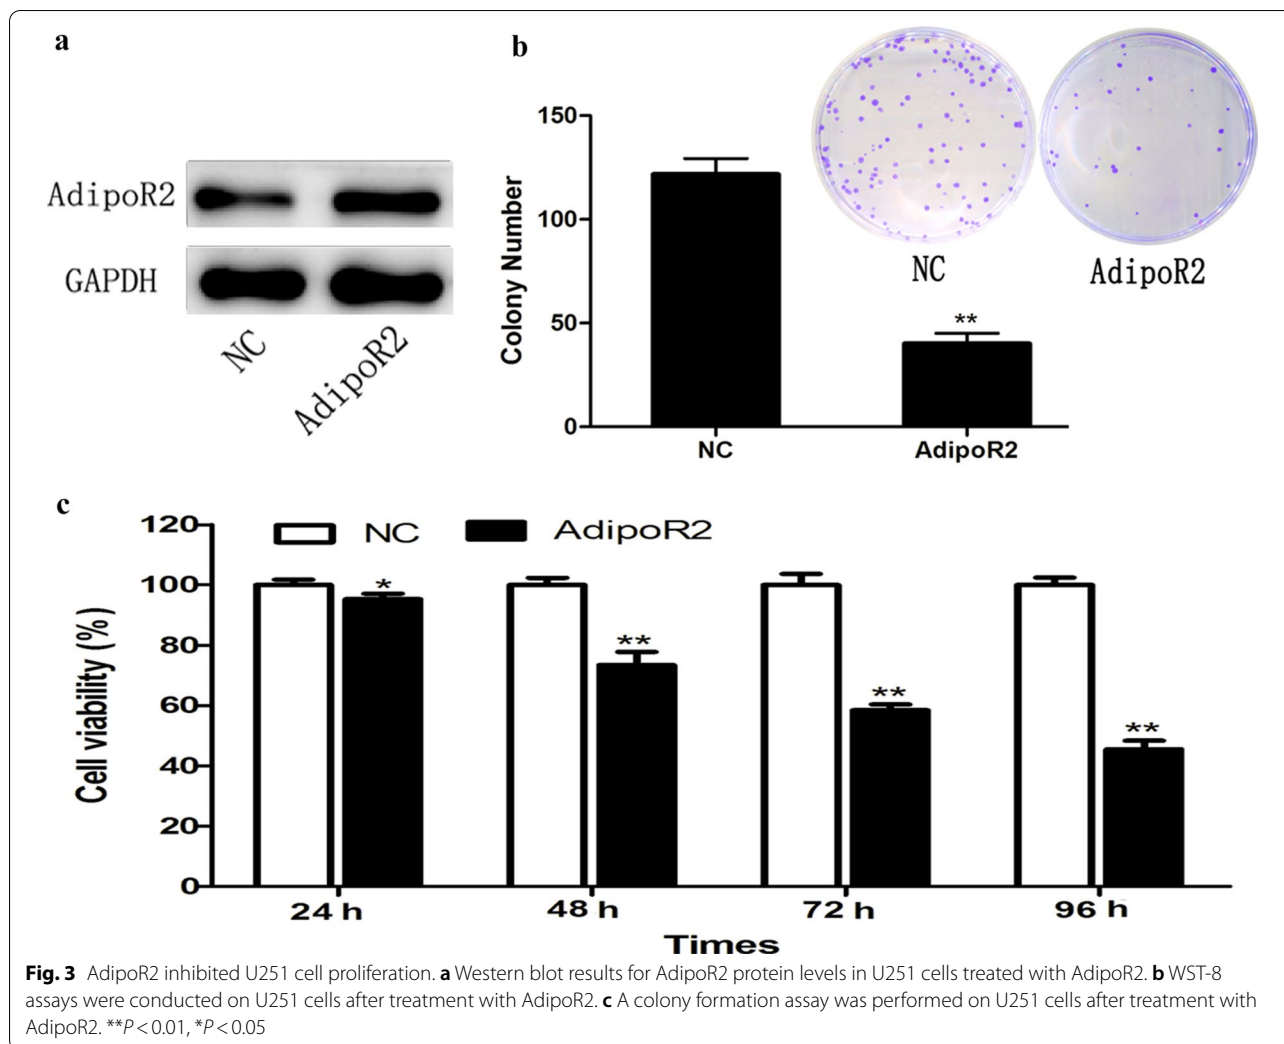 a
AdipoR2
GAPDH
NC
AdipoR2
b
150
100
50
0
Colony Number
**
NC
AdipoR2
NC
AdipoR2
c
120
100
80
60
40
20
0
Cell viability (%)
NC
AdipoR2
*
**
**
**
24 h
48 h
72 h
96 h
Times
Fig. 3 AdipoR2 inhibited U251 cell proliferation. a Western blot results for AdipoR2 protein levels in U251 cells treated with AdipoR2. b WST-8
assays were conducted on U251 cells after treatment with AdipoR2. c A colony formation assay was performed on U251 cells after treatment with
AdipoR2. **P < 0.01, *P < 0.05